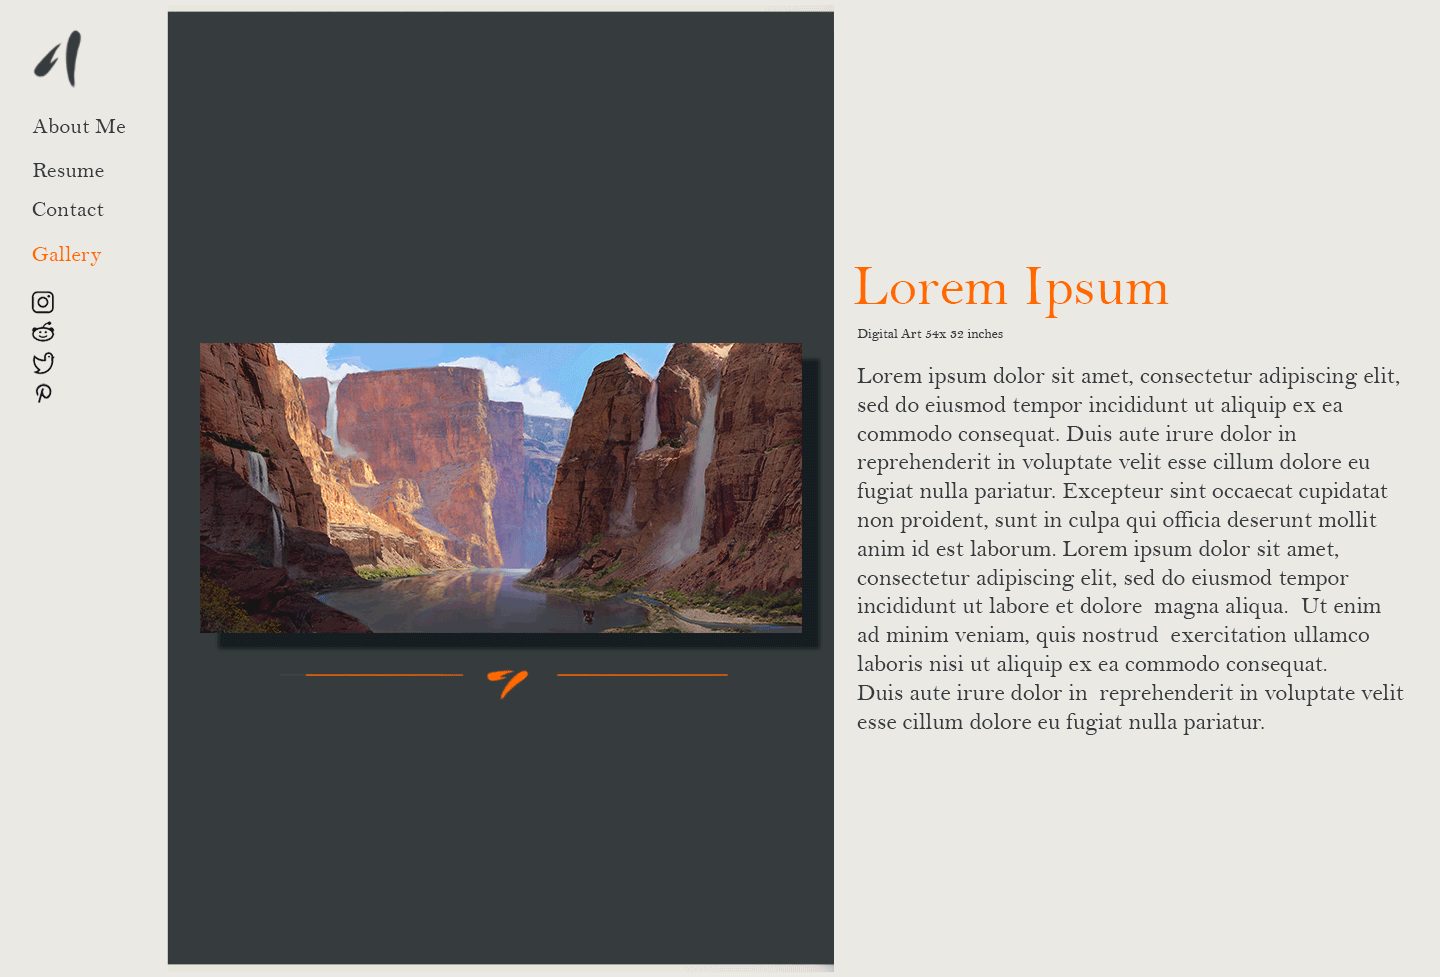 About Me
Resume
Contact
Gallery
Lorem Ipsum
Digital Art 54x 32 inches
Lorem ipsum dolor sit amet, consectetur adipiscing elit,
sed do eiusmod tempor incididunt ut aliquip ex ea
commodo consequat. Duis aute irure dolor in
reprehenderit in voluptate velit esse cillum dolore eu
fugiat nulla pariatur. Excepteur sint occaecat cupidatat
non proident, sunt in culpa qui officia deserunt mollit
anim id est laborum. Lorem ipsum dolor sit amet,
consectetur adipiscing elit, sed do eiusmod tempor
incididunt ut labore et dolore  magna aliqua.  Ut enim
ad minim veniam, quis nostrud  exercitation ullamco
laboris nisi ut aliquip ex ea commodo consequat.
Duis aute irure dolor in  reprehenderit in voluptate velit
esse cillum dolore eu fugiat nulla pariatur.